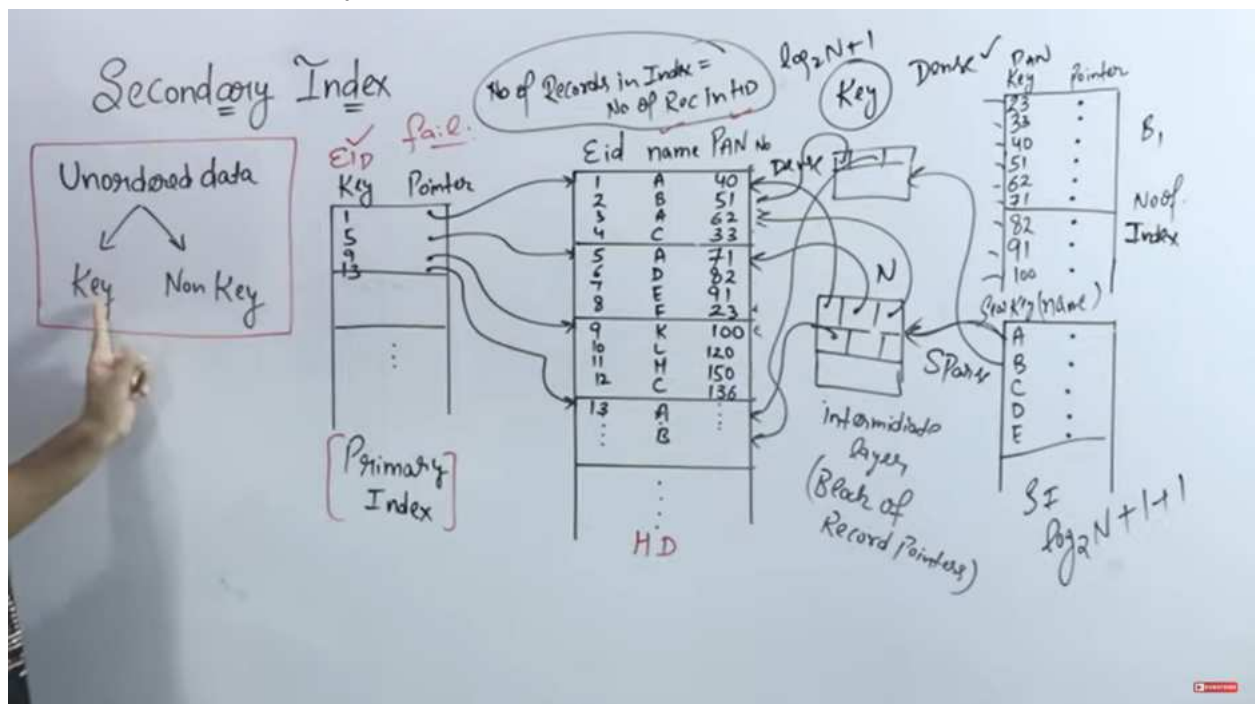 Secondary Index
Unordered data
Key Non Key
EID fail.
Key Pointer
1
5
9
13
[Primary
Index]
No of Records in Index =
No of Rec In HD
Eid name PAN No
1 A 40
2 B 51
3 A 62
4 C 33
5 A 71
6 D 82
7 E 91
8 F 23
9 K 100
10 L 120
11 M 150
12 C 136
13 A
B
HD
log₂N+1
Key
Dense
N
Sparse
intermidiate
layer
(Block of
Record Pointers)
Dense ✓
PAN
Key Pointer
23
33
40
51
62
71
82
91
100
B₁
No of
Index
Key (name)
A
B
C
D
E
SI
log₂N+1+1
SUBSCRIBE